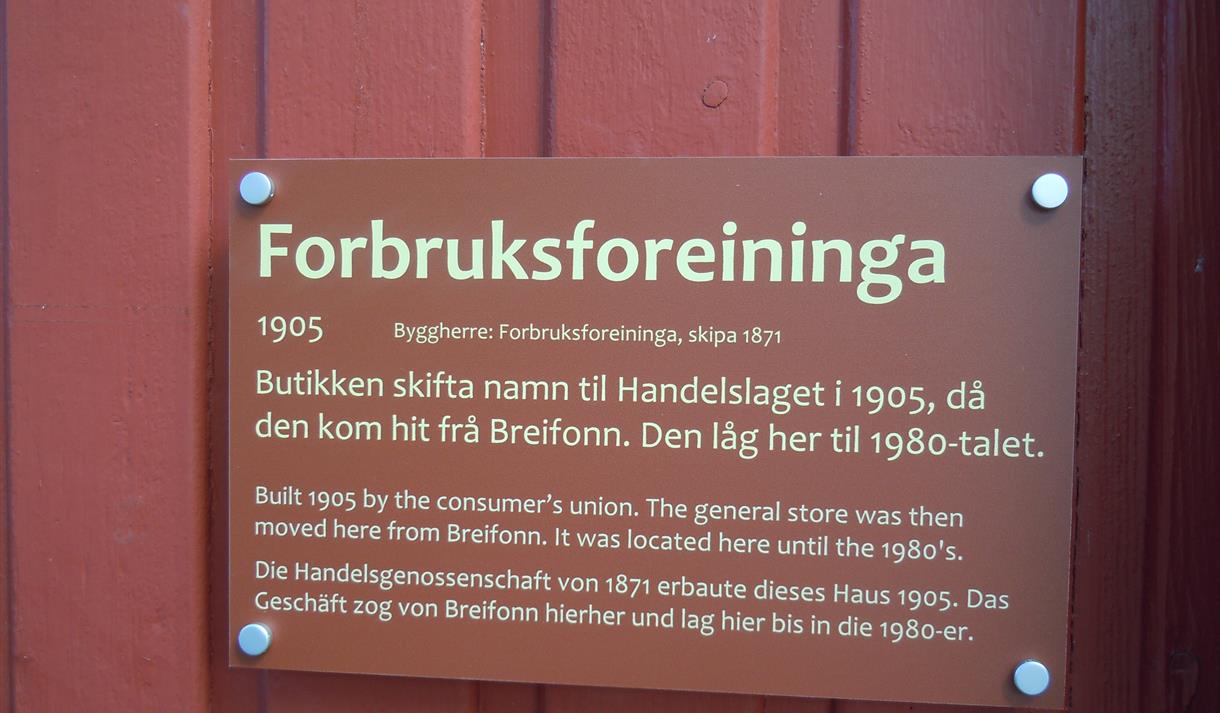 Forbruksforeininga
1905 Byggherre: Forbruksforeininga, skipa 1871
Butikken skifta namn til Handelslaget i 1905, då
den kom hit frå Breifonn. Den låg her til 1980-talet.
Built 1905 by the consumer’s union. The general store was then
moved here from Breifonn. It was located here until the 1980's.
Die Handelsgenossenschaft von 1871 erbaute dieses Haus 1905. Das
Geschäft zog von Breifonn hierher und lag hier bis in die 1980-er.